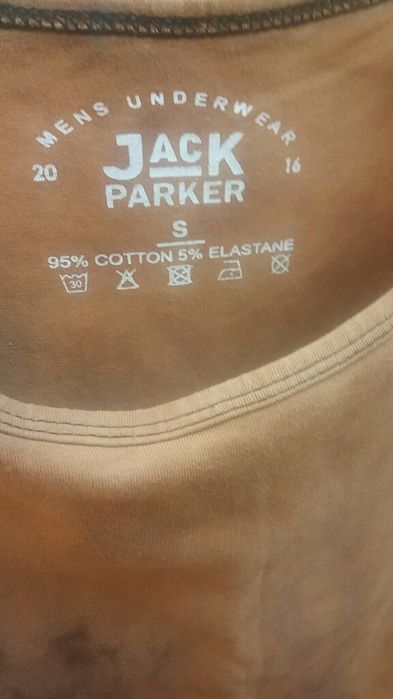 MENS UNDERWEAR
20 16
JACK
PARKER
S
95% COTTON 5% ELASTANE
30